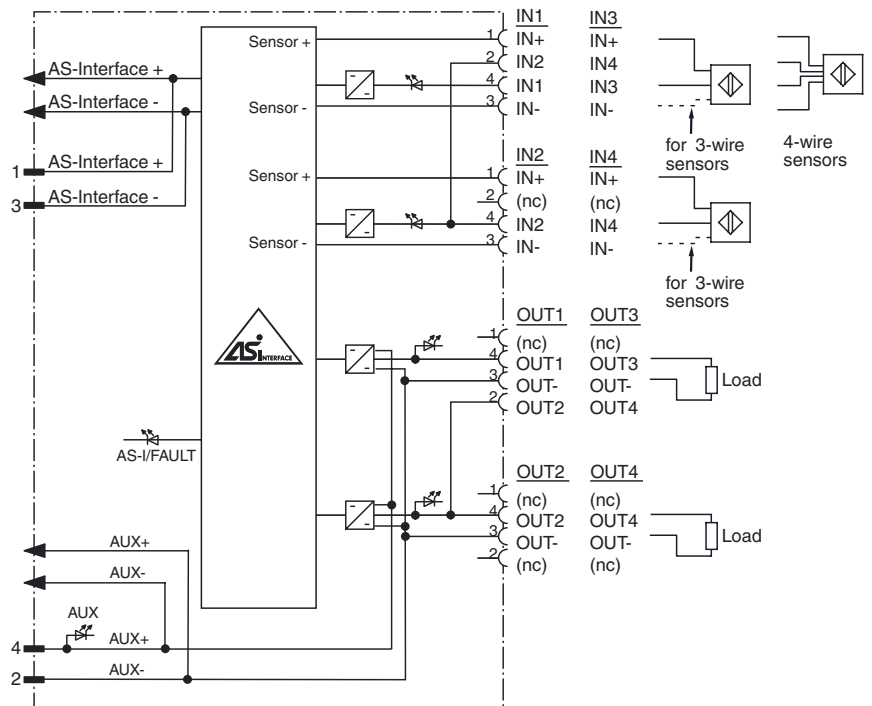 AS-Interface +
AS-Interface -
1 AS-Interface +
3 AS-Interface -
Sensor +
Sensor -
Sensor +
Sensor -
ASi INTERFACE
AS-I/FAULT
AUX+
AUX-
AUX
4 AUX+
2 AUX-
IN1 IN3
1 IN+ IN+
2 IN2 IN4
4 IN1 IN3
3 IN- IN-
for 3-wire
sensors
4-wire
sensors
IN2 IN4
1 IN+ IN+
2 (nc) (nc)
4 IN2 IN4
3 IN- IN-
for 3-wire
sensors
OUT1 OUT3
1 (nc) (nc)
4 OUT1 OUT3
3 OUT- OUT-
2 OUT2 OUT4
Load
OUT2 OUT4
1 (nc) (nc)
4 OUT2 OUT4
3 OUT- OUT-
2 (nc) (nc)
Load